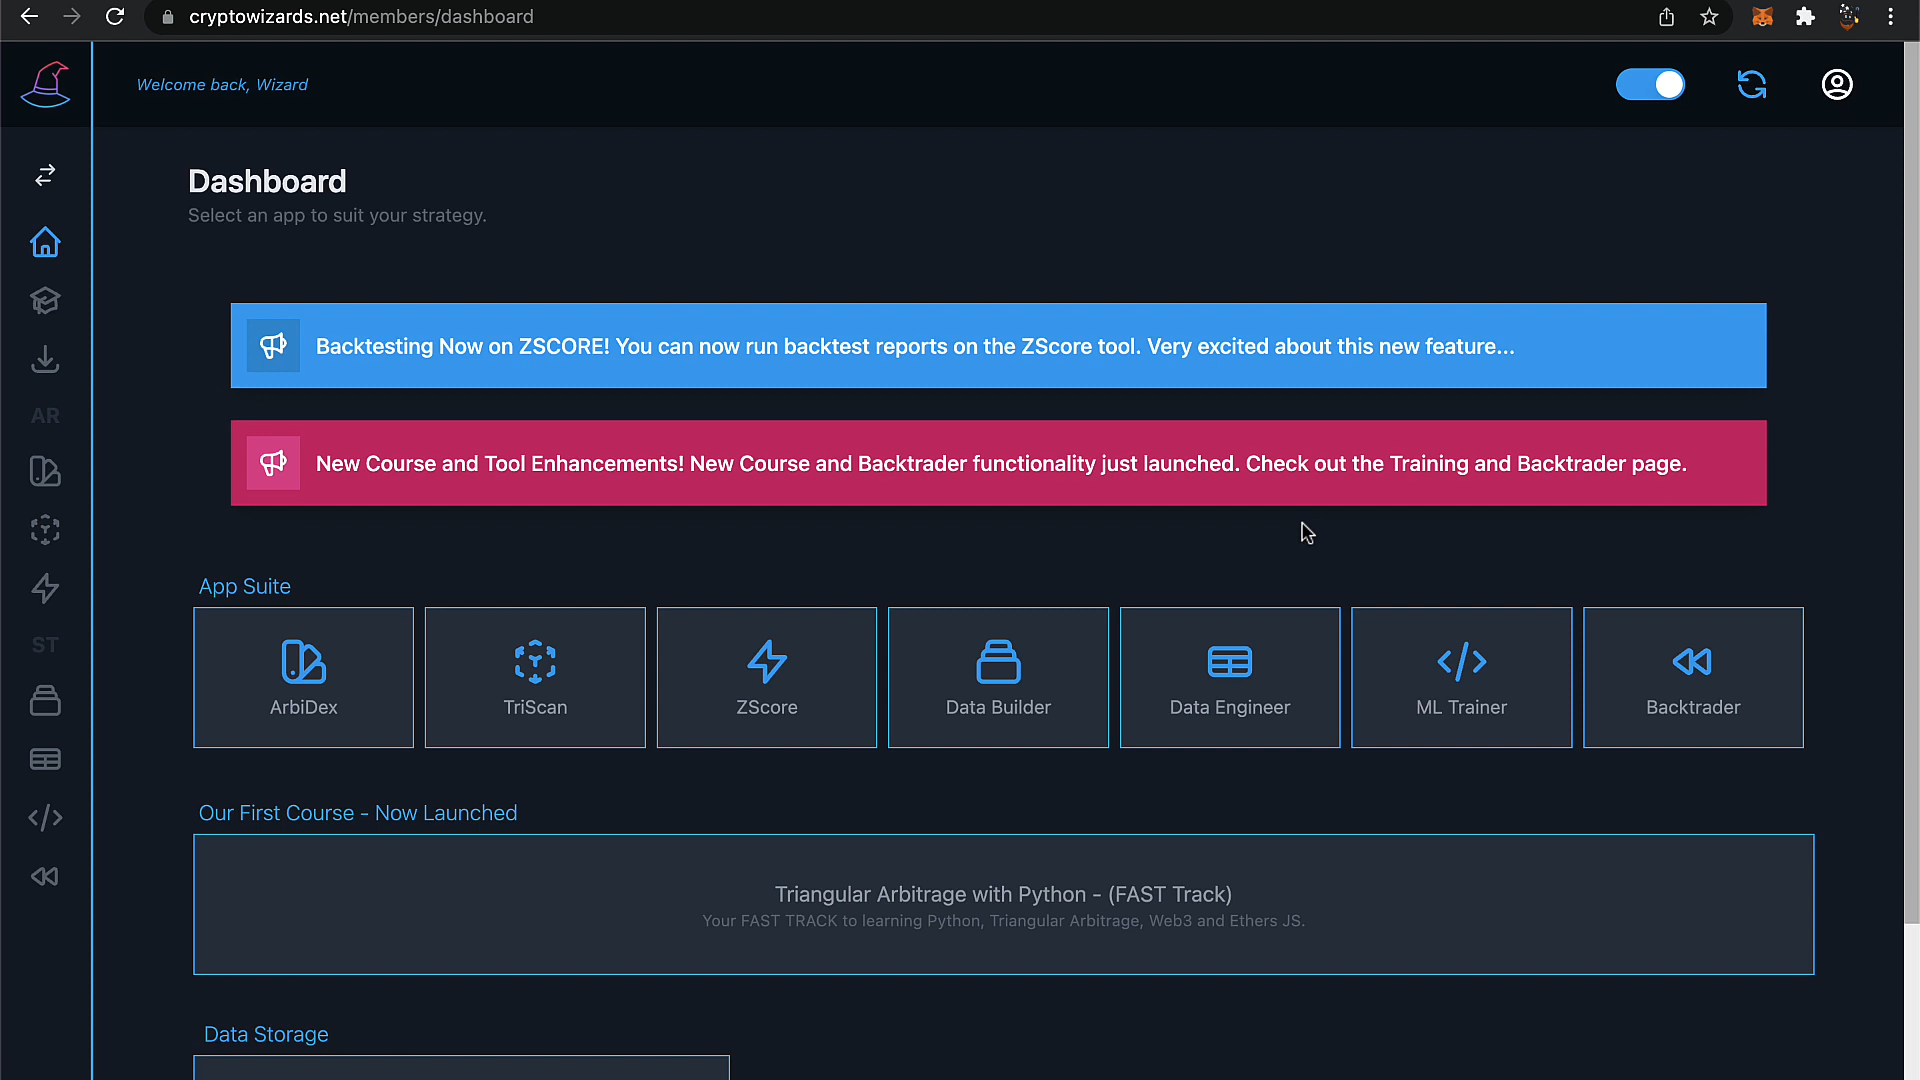 cryptowizards.net/members/dashboard
Welcome back, Wizard
Dashboard
Select an app to suit your strategy.
Backtesting Now on ZSCORE! You can now run backtest reports on the ZScore tool. Very excited about this new feature...
New Course and Tool Enhancements! New Course and Backtrader functionality just launched. Check out the Training and Backtrader page.
AR
ST
App Suite
ArbiDex
TriScan
ZScore
Data Builder
Data Engineer
ML Trainer
Backtrader
Our First Course - Now Launched
Triangular Arbitrage with Python - (FAST Track)
Your FAST TRACK to learning Python, Triangular Arbitrage, Web3 and Ethers JS.
Data Storage